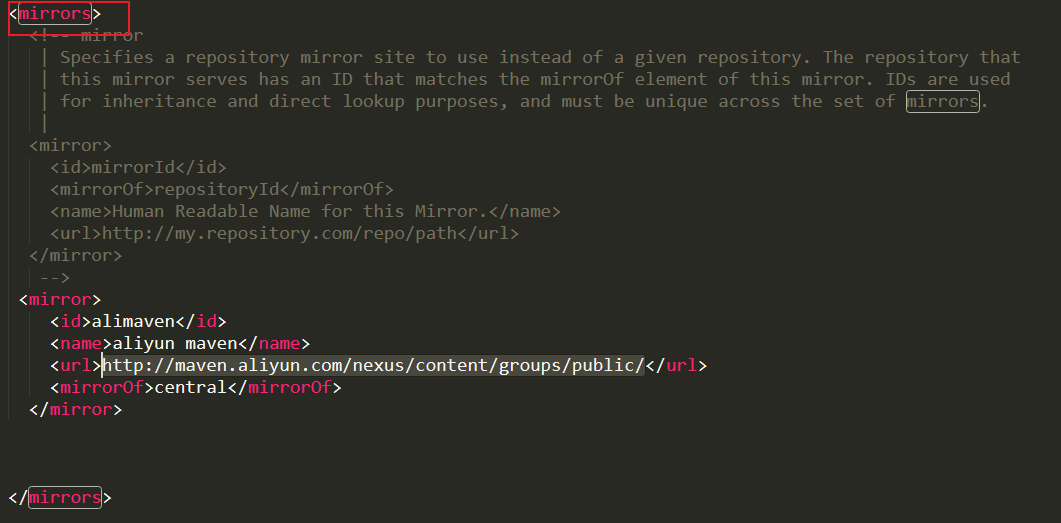 <mirrors>
<!-- mirror
| Specifies a repository mirror site to use instead of a given repository. The repository that
| this mirror serves has an ID that matches the mirrorOf element of this mirror. IDs are used
| for inheritance and direct lookup purposes, and must be unique across the set of mirrors.
|
<mirror>
<id>mirrorId</id>
<mirrorOf>repositoryId</mirrorOf>
<name>Human Readable Name for this Mirror.</name>
<url>http://my.repository.com/repo/path</url>
</mirror>
-->
<mirror>
<id>alimaven</id>
<name>aliyun maven</name>
<url>http://maven.aliyun.com/nexus/content/groups/public/</url>
<mirrorOf>central</mirrorOf>
</mirror>
</mirrors>